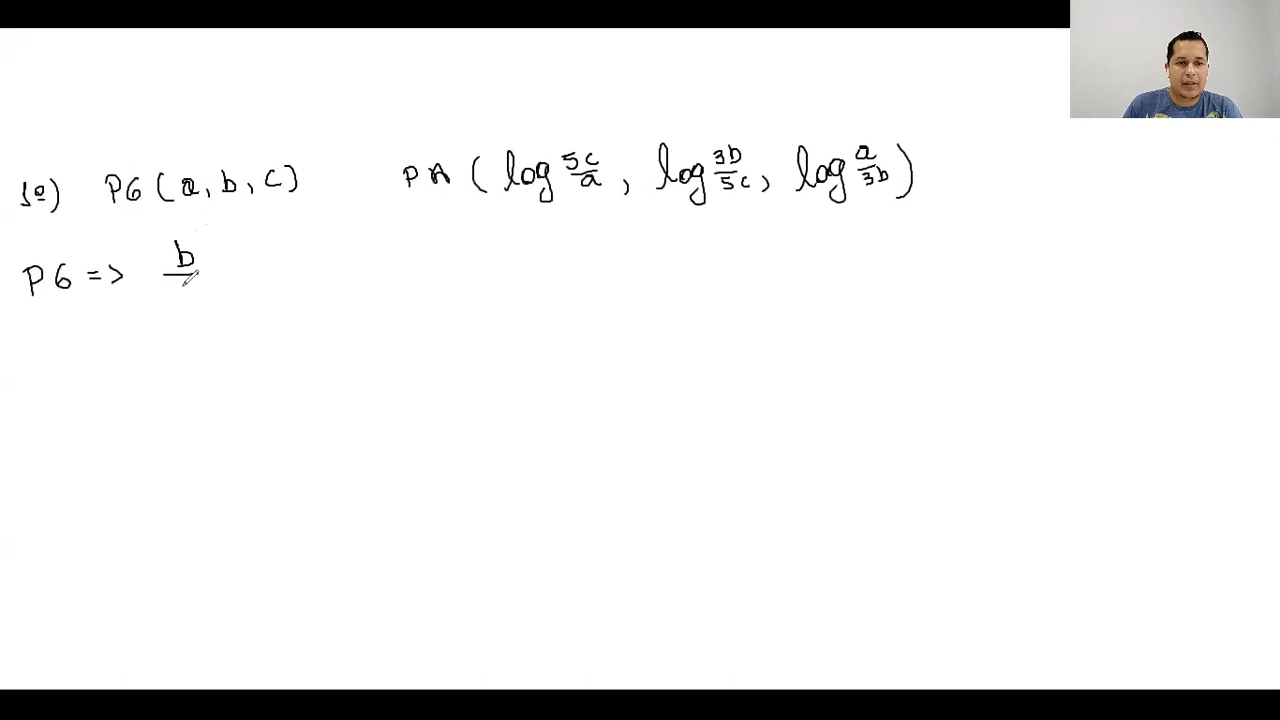 1º) PG (a, b, c) PA ( log 5c/a , log 3b/5c , log a/3b )
PG => b/